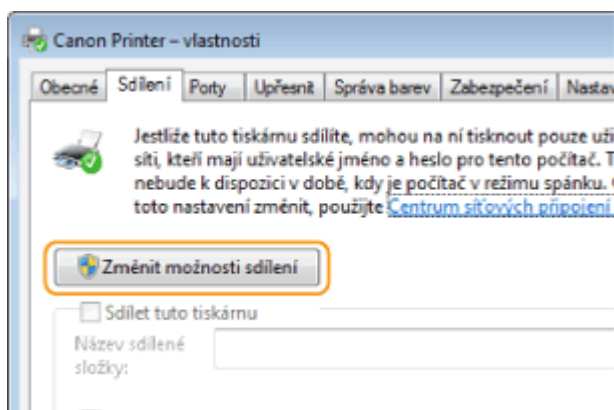 Canon Printer – vlastnosti
Obecné Sdílení Porty Upřesnit Správa barev Zabezpečení
Jestliže tuto tiskárnu sdílíte, mohou na ní tisknout pouze
síti, kteří mají uživatelské jméno a heslo pro tento počítač.
nebude k dispozici v době, kdy je počítač v režimu spánku.
toto nastavení změnit, použijte Centrum síťových připojení
Změnit možnosti sdílení
Sdílet tuto tiskárnu
Název sdílené
složky: